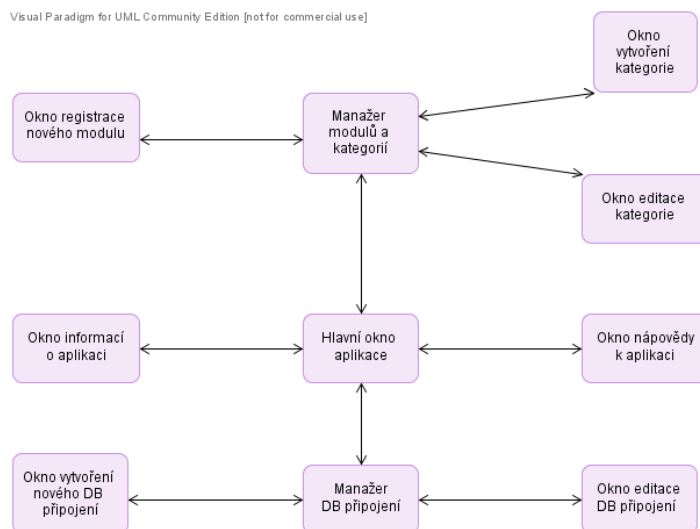 Visual Paradigm for UML Community Edition [not for commercial use]
Okno
vytvoření
kategorie
Okno registrace
nového modulu
Manažer
modulů a
kategorií
Okno editace
kategorie
Okno informací
o aplikaci
Hlavní okno
aplikace
Okno nápovědy
k aplikaci
Okno vytvoření
nového DB
připojení
Manažer
DB připojení
Okno editace
DB připojení